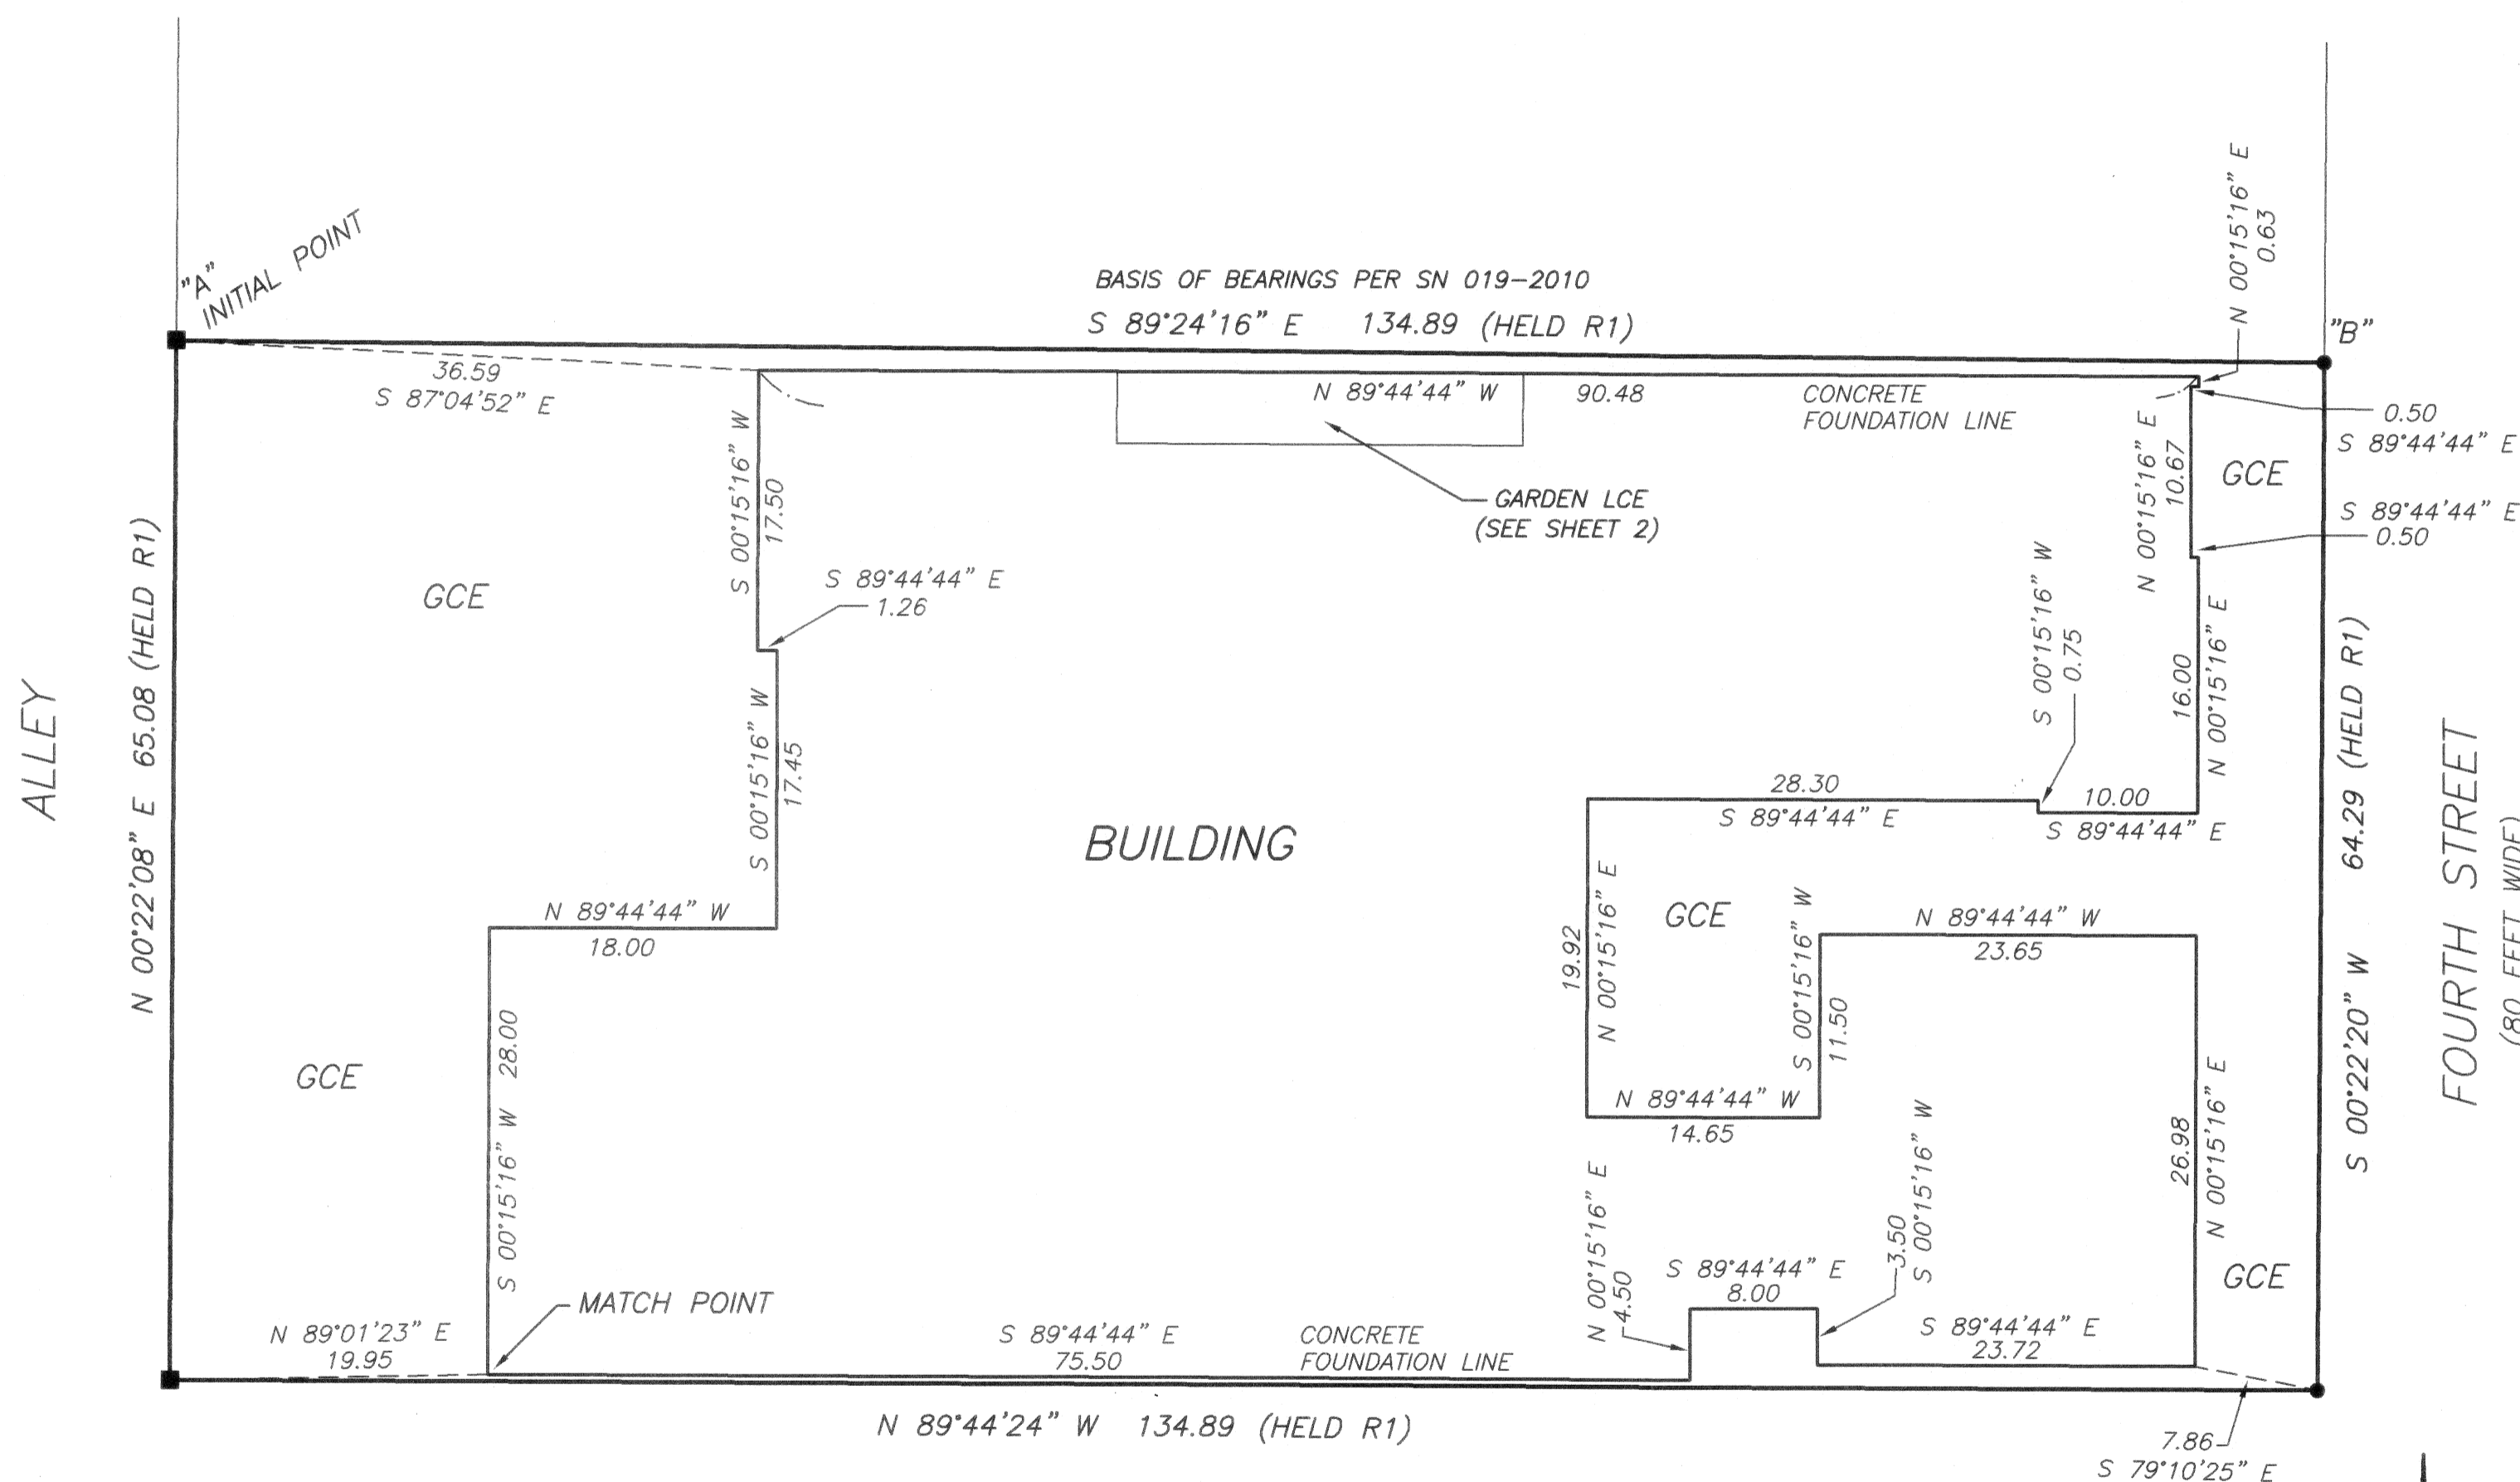 "A"
INITIAL POINT
BASIS OF BEARINGS PER SN 019-2010
S 89°24'16" E 134.89 (HELD R1)
N 00°15'16" E
0.63
"B"
36.59
S 87°04'52" E
N 89°44'44" W 90.48
CONCRETE
FOUNDATION LINE
0.50
S 89°44'44" E
S 00°15'16" W
17.50
N 00°15'16" E
10.67
GCE
GARDEN LCE
(SEE SHEET 2)
S 89°44'44" E
0.50
GCE
S 89°44'44" E
1.26
S 00°15'16" W
0.75
16.00
N 00°15'16" E
ALLEY
N 00°22'08" E 65.08 (HELD R1)
S 00°15'16" W
17.45
28.30
S 89°44'44" E
10.00
S 89°44'44" E
BUILDING
S 00°22'20" W 64.29 (HELD R1)
FOURTH STREET
(80 FEET WIDE)
N 89°44'44" W
18.00
19.92
N 00°15'16" E
GCE
S 00°15'16" W
11.50
N 89°44'44" W
23.65
S 00°15'16" W 28.00
GCE
N 89°44'44" W
14.65
26.98
N 00°15'16" E
N 00°15'16" E
4.50
3.50
S 00°15'16" W
S 89°44'44" E
8.00
GCE
MATCH POINT
N 89°01'23" E
19.95
S 89°44'44" E
75.50
CONCRETE
FOUNDATION LINE
S 89°44'44" E
23.72
N 89°44'24" W 134.89 (HELD R1)
7.86
S 79°10'25" E